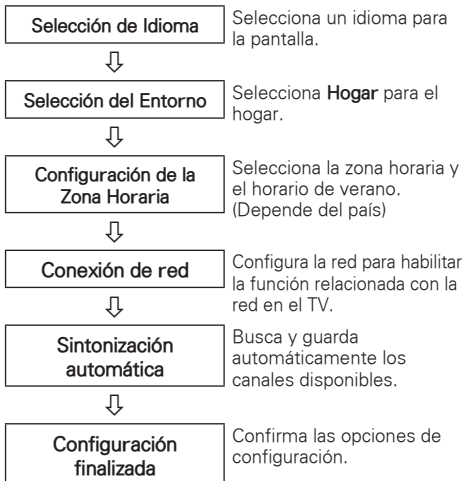 Selección de Idioma
Selecciona un idioma para
la pantalla.
Selección del Entorno
Selecciona Hogar para el
hogar.
Configuración de la
Zona Horaria
Selecciona la zona horaria y
el horario de verano.
(Depende del país)
Conexión de red
Configura la red para habilitar
la función relacionada con la
red en el TV.
Sintonización
automática
Busca y guarda
automáticamente los
canales disponibles.
Configuración
finalizada
Confirma las opciones de
configuración.